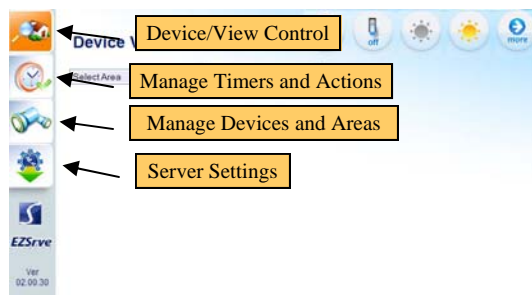 Device/View Control
Device V
off
more
Select Area
Manage Timers and Actions
Manage Devices and Areas
Server Settings
EZSrve
Ver
02.00.30